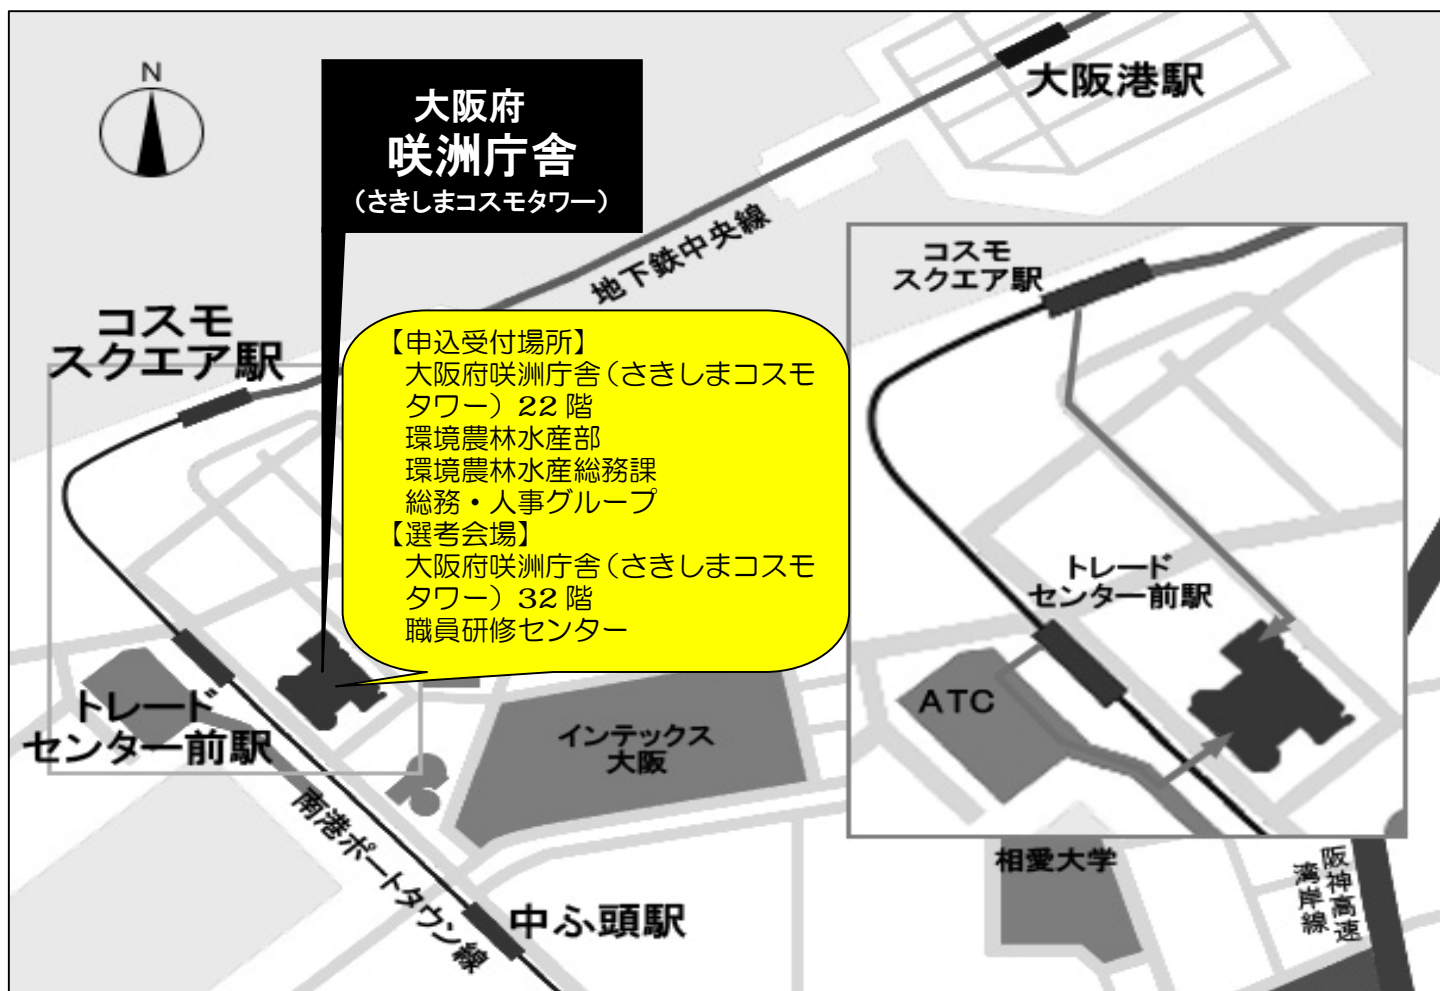 N
大阪府
咲洲庁舎
（さきしまコスモタワー）
大阪港駅
地下鉄中央線
コスモ
スクエア駅
【申込受付場所】
大阪府咲洲庁舎（さきしまコスモ
タワー）22階
環境農林水産部
環境農林水産総務課
総務・人事グループ
【選考会場】
大阪府咲洲庁舎（さきしまコスモ
タワー）32階
職員研修センター
トレード
センター前駅
インテックス
大阪
南港ポートタウン線
中ふ頭駅
コスモ
スクエア駅
トレード
センター前駅
ATC
相愛大学
阪神高速
湾岸線